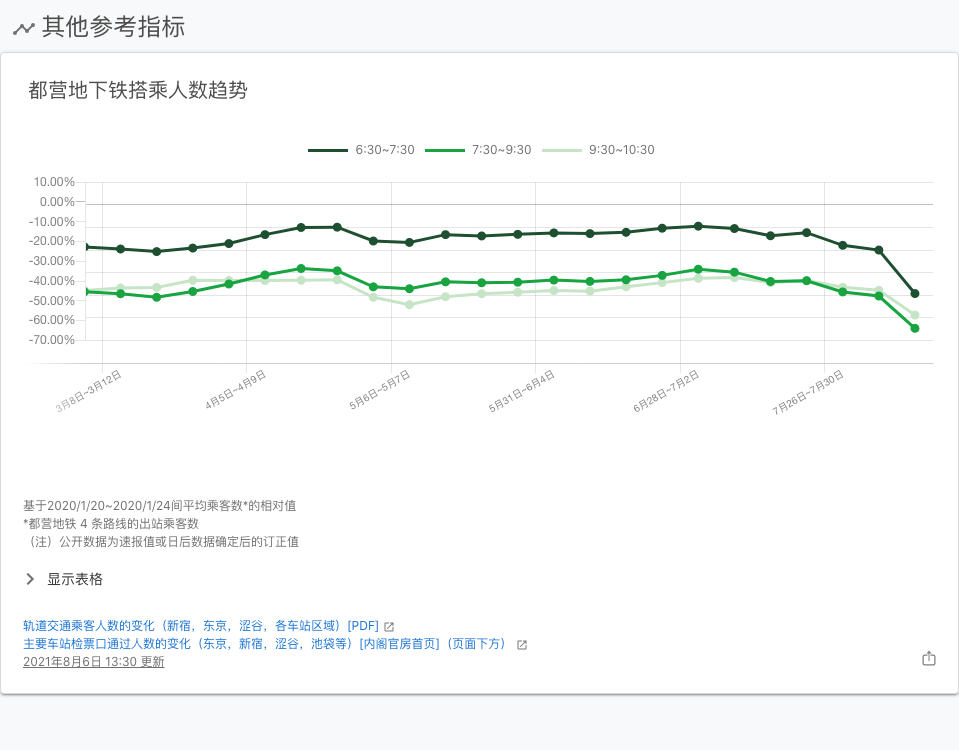 其他参考指标
都营地下铁搭乘人数趋势
6:30~7:30 7:30~9:30 9:30~10:30
10.00%
0.00%
-10.00%
-20.00%
-30.00%
-40.00%
-50.00%
-60.00%
-70.00%
3月8日~3月12日 4月5日~4月9日 5月6日~5月7日 5月31日~6月4日 6月28日~7月2日 7月26日~7月30日
基于2020/1/20~2020/1/24间平均乘客数*的相对值
*都营地铁 4 条路线的出站乘客数
（注）公开数据为速报值或日后数据确定后的订正值
显示表格
轨道交通乘客人数的变化（新宿，东京，涩谷，各车站区域）[PDF]
主要车站检票口通过人数的变化（东京，新宿，涩谷，池袋等）[内阁官房首页]（页面下方）
2021年8月6日 13:30 更新